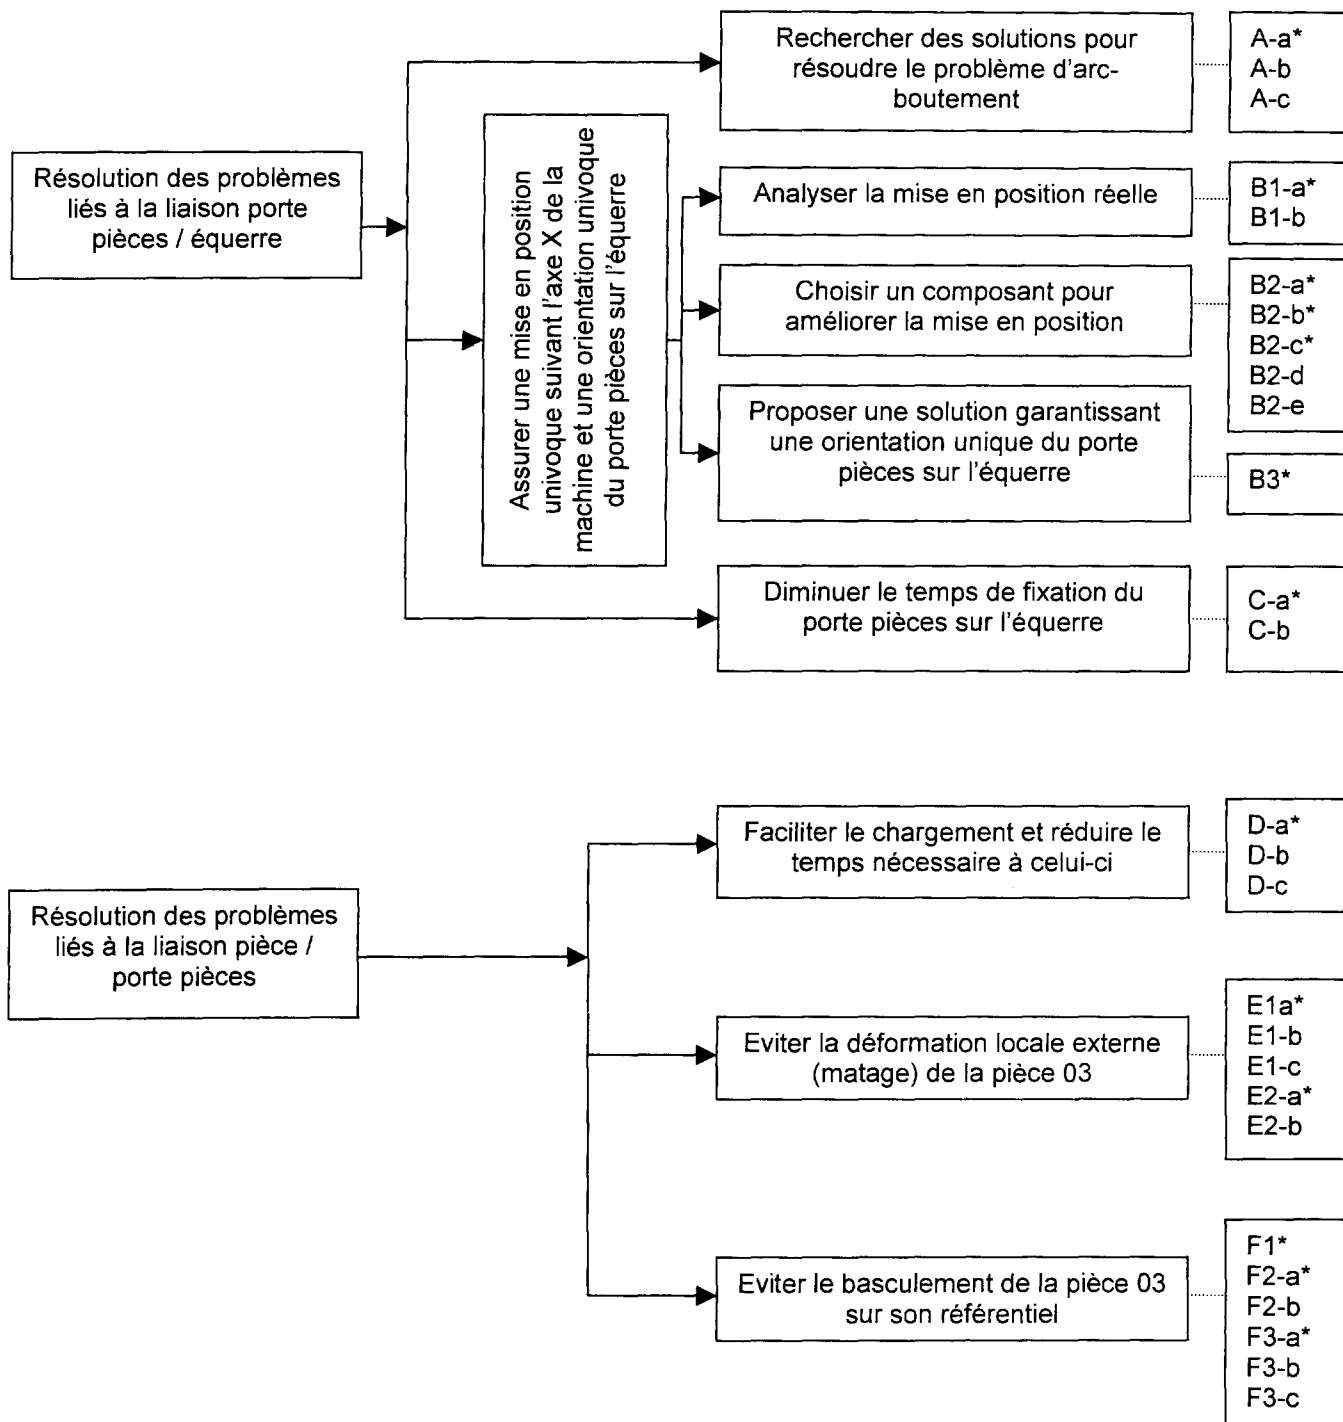 Rechercher des solutions pour
résoudre le problème d'arc-
boutement
A-a*
A-b
A-c
Résolution des problèmes
liés à la liaison porte
pièces / équerre
Assurer une mise en position
univoque suivant l'axe X de la
machine et une orientation univoque
du porte pièces sur l'équerre
Analyser la mise en position réelle
B1-a*
B1-b
Choisir un composant pour
améliorer la mise en position
B2-a*
B2-b*
B2-c*
B2-d
B2-e
Proposer une solution garantissant
une orientation unique du porte
pièces sur l'équerre
B3*
Diminuer le temps de fixation du
porte pièces sur l'équerre
C-a*
C-b
Résolution des problèmes
liés à la liaison pièce /
porte pièces
Faciliter le chargement et réduire le
temps nécessaire à celui-ci
D-a*
D-b
D-c
Eviter la déformation locale externe
(matage) de la pièce 03
E1a*
E1-b
E1-c
E2-a*
E2-b
Eviter le basculement de la pièce 03
sur son référentiel
F1*
F2-a*
F2-b
F3-a*
F3-b
F3-c